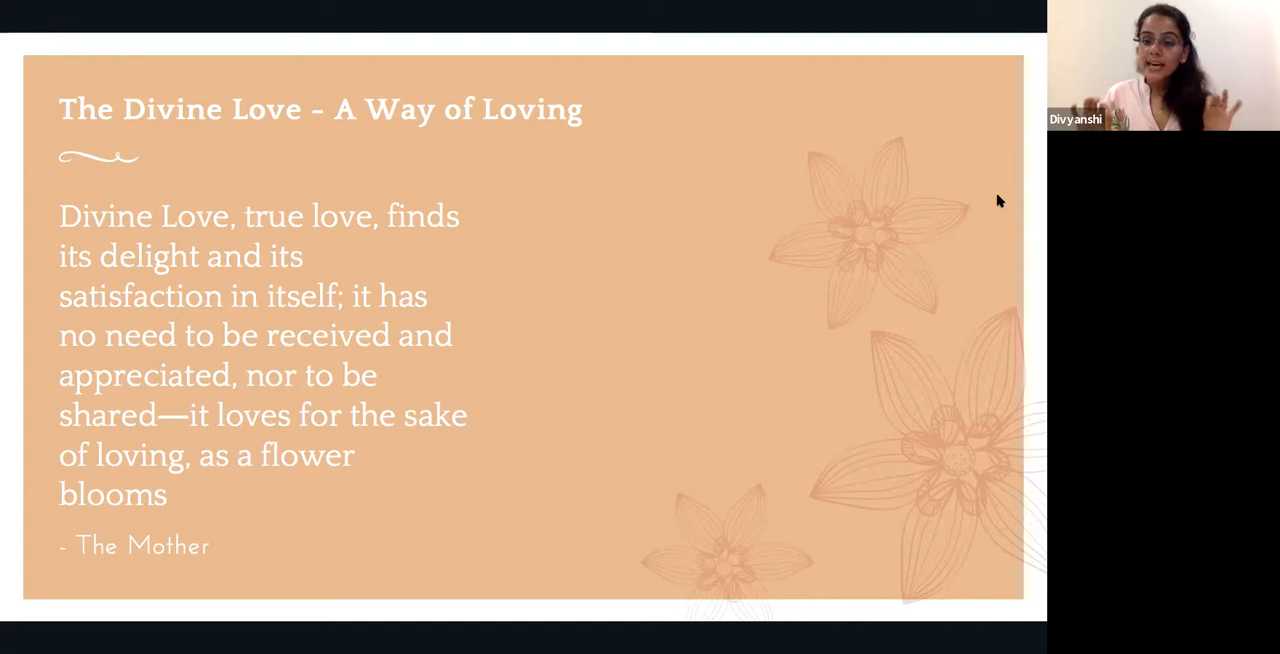 The Divine Love - A Way of Loving
Divine Love, true love, finds
its delight and its
satisfaction in itself; it has
no need to be received and
appreciated, nor to be
shared—it loves for the sake
of loving, as a flower
blooms
- The Mother
Divyanshi